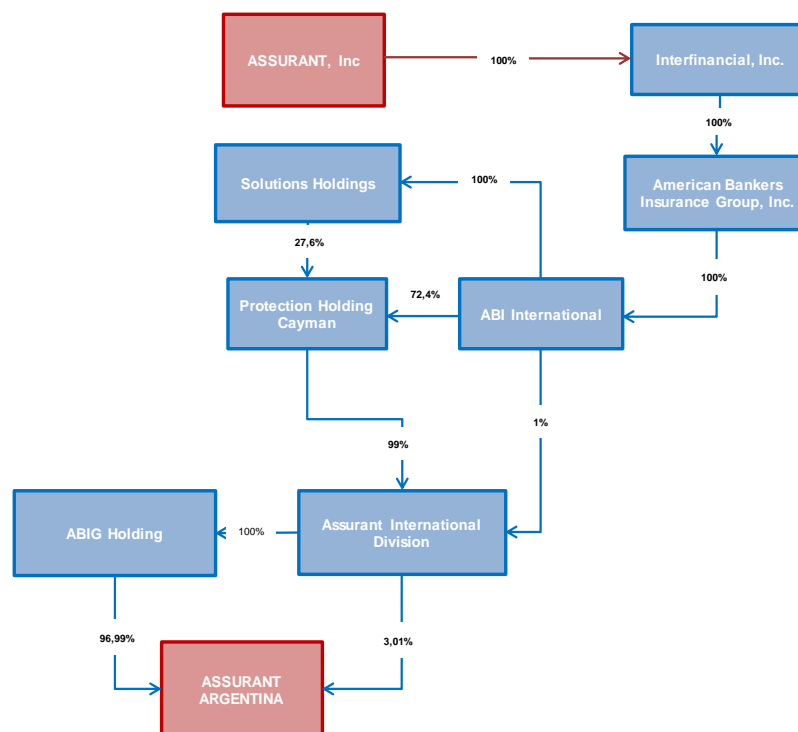 ASSURANT, Inc
100%
Interfinancial, Inc.
100%
Solutions Holdings
100%
American Bankers
Insurance Group, Inc.
27,6%
100%
Protection Holding
Cayman
72,4%
ABI International
1%
99%
ABIG Holding
100%
Assurant International
Division
96,99%
3,01%
ASSURANT
ARGENTINA